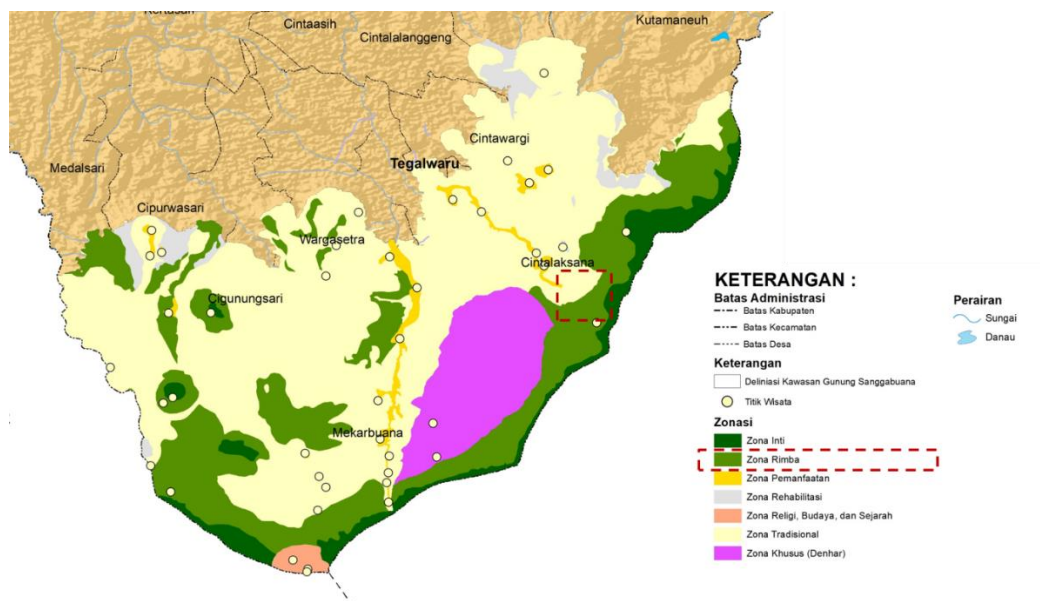 Kutamaneuh
Cintaasih
Cintalalanggeng
Cintawargi
Tegalwaru
Medalsari
Cipurwasari
Wargasetra
Cintalaksana
Cigunungsari
Mekarbuana
KETERANGAN :
Batas Administrasi
Batas Kabupaten
Batas Kecamatan
Batas Desa
Keterangan
Deliniasi Kawasan Gunung Sanggabuana
Titik Wisata
Zonasi
Zona Inti
Zona Rimba
Zona Pemanfaatan
Zona Rehabilitasi
Zona Religi, Budaya, dan Sejarah
Zona Tradisional
Zona Khusus (Denhar)
Perairan
Sungai
Danau